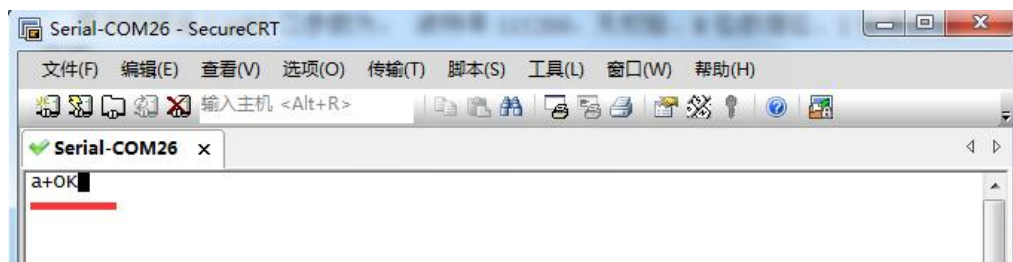 Serial-COM26 - SecureCRT
文件(F) 编辑(E) 查看(V) 选项(O) 传输(T) 脚本(S) 工具(L) 窗口(W) 帮助(H)
输入主机 <Alt+R>
Serial-COM26
a+OK